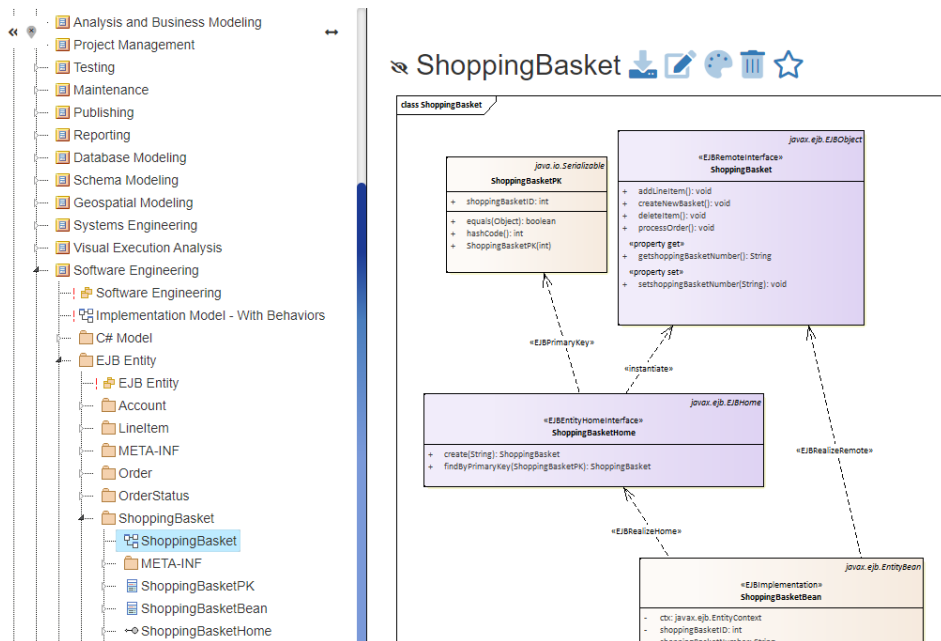 Analysis and Business Modeling
Project Management
Testing
Maintenance
Publishing
Reporting
Database Modeling
Schema Modeling
Geospatial Modeling
Systems Engineering
Visual Execution Analysis
Software Engineering
Software Engineering
Implementation Model - With Behaviors
C# Model
EJB Entity
EJB Entity
Account
LineItem
META-INF
Order
OrderStatus
ShoppingBasket
ShoppingBasket
META-INF
ShoppingBasketPK
ShoppingBasketBean
ShoppingBasketHome
ShoppingBasket
class ShoppingBasket
java.io.Serializable
ShoppingBasketPK
+ shoppingBasketID: int
+ equals(Object): boolean
+ hashCode(): int
+ ShoppingBasketPK(int)
javax.ejb.EJBObject
«EJBRemoteInterface»
ShoppingBasket
+ addLineItem(): void
+ createNewBasket(): void
+ deleteItem(): void
+ processOrder(): void
«property get»
+ getshoppingBasketNumber(): String
«property set»
+ setshoppingBasketNumber(String): void
«EJBPrimaryKey»
«instantiate»
javax.ejb.EJBHome
«EJBEntityHomeInterface»
ShoppingBasketHome
+ create(String): ShoppingBasket
+ findByPrimaryKey(ShoppingBasketPK): ShoppingBasket
«EJBRealizeRemote»
«EJBRealizeHome»
javax.ejb.EntityBean
«EJBImplementation»
ShoppingBasketBean
- ctx: javax.ejb.EntityContext
- shoppingBasketID: int
- shoppingBasketNumber: String